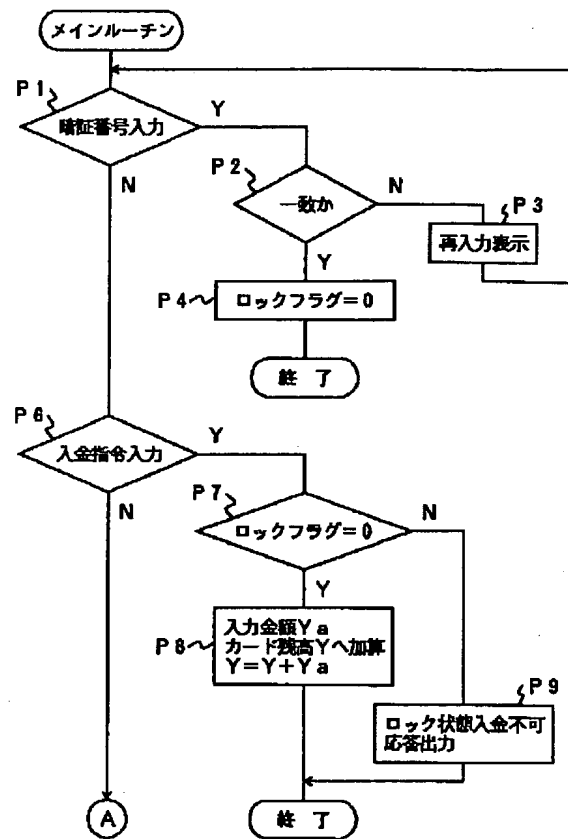 メインルーチン
P1
暗証番号入力
Y
N
P2
一致か
N
Y
P3
再入力表示
P4
ロックフラグ=0
終 了
P6
入金指令入力
Y
N
P7
ロックフラグ=0
N
Y
P8
入力金額Ya
カード残高Yへ加算
Y=Y+Ya
P9
ロック状態入金不可
応答出力
A
終 了